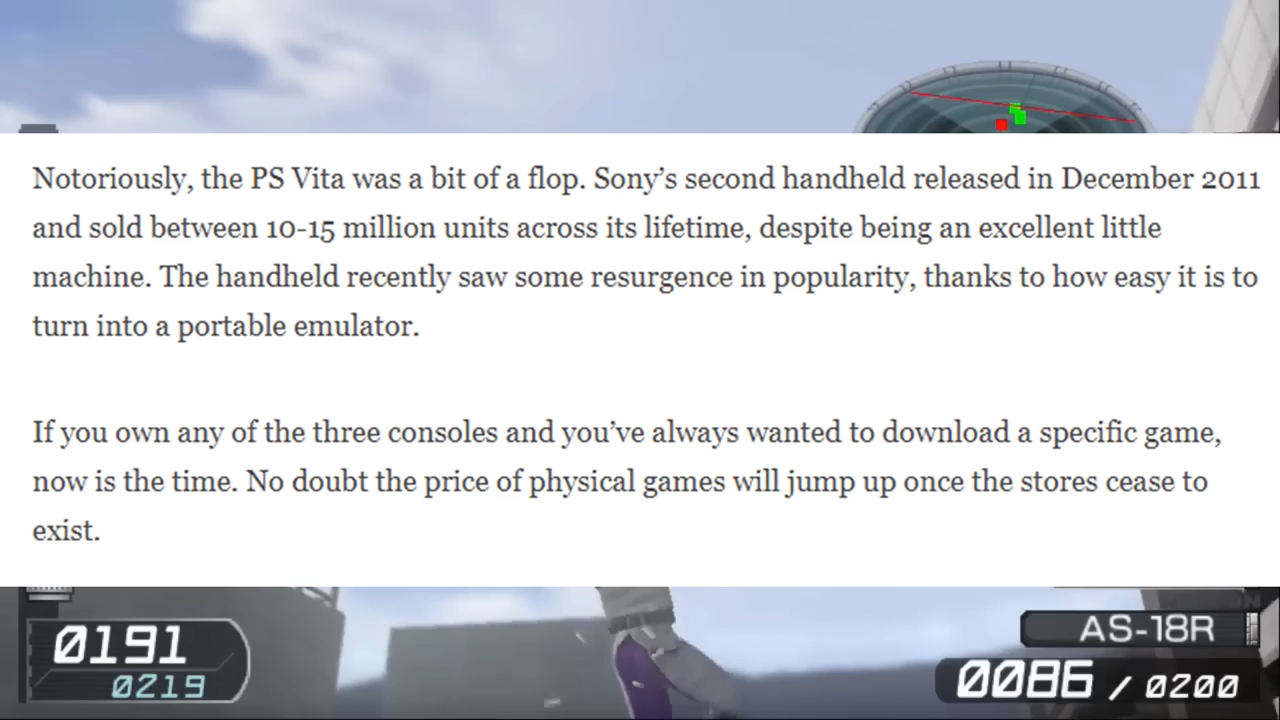 Notoriously, the PS Vita was a bit of a flop. Sony’s second handheld released in December 2011
and sold between 10-15 million units across its lifetime, despite being an excellent little
machine. The handheld recently saw some resurgence in popularity, thanks to how easy it is to
turn into a portable emulator.
If you own any of the three consoles and you’ve always wanted to download a specific game,
now is the time. No doubt the price of physical games will jump up once the stores cease to
exist.
0191
0219
AS-18R
0086 / 0200